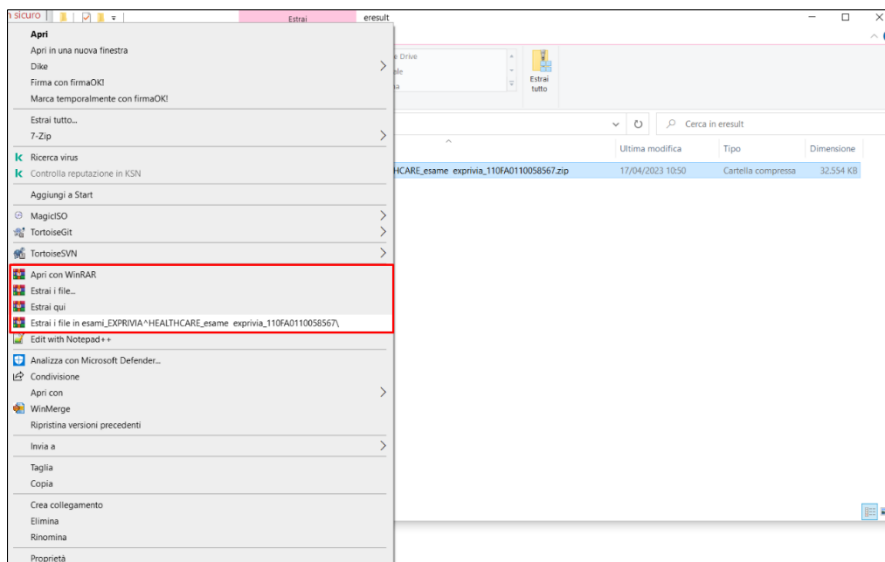 n sicuro
Estrai
eresult
Apri
Apri in una nuova finestra
Dike
Firma con firmaOK!
Marca temporalmente con firmaOK!
Estrai tutto...
7-Zip
Ricerca virus
Controlla reputazione in KSN
Aggiungi a Start
MagicISO
TortoiseGit
TortoiseSVN
Apri con WinRAR
Estrai i file...
Estrai qui
Estrai i file in esami_EXPRIVIA^HEALTHCARE_esame exprivia_110FA0110058567\
Edit with Notepad++
Analizza con Microsoft Defender...
Condivisione
Apri con
WinMerge
Ripristina versioni precedenti
Invia a
Taglia
Copia
Crea collegamento
Elimina
Rinomina
Proprietà
e Drive
ale
Estrai
tutto
Cerca in eresult
Ultima modifica
Tipo
Dimensione
HCARE_esame exprivia_110FA0110058567.zip
17/04/2023 10:50
Cartella compressa
32.554 KB